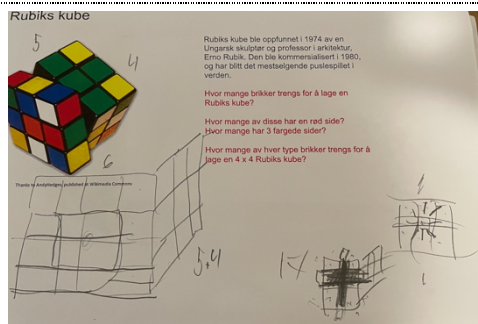 Rubiks kube
Rubiks kube ble oppfunnet i 1974 av en
Ungarsk skulptør og professor i arkitektur,
Erno Rubik. Den ble kommersialisert i 1980,
og har blitt det mestselgende puslespillet i
verden.
Hvor mange brikker trengs for å lage en
Rubiks kube?
Hvor mange av disse har en rød side?
Hvor mange har 3 fargede sider?
Hvor mange av hver type brikker trengs for å
lage en 4 x 4 Rubiks kube?
5
4
6
Thanks to Andyhedges, published at Wikimedia Commons
5.4